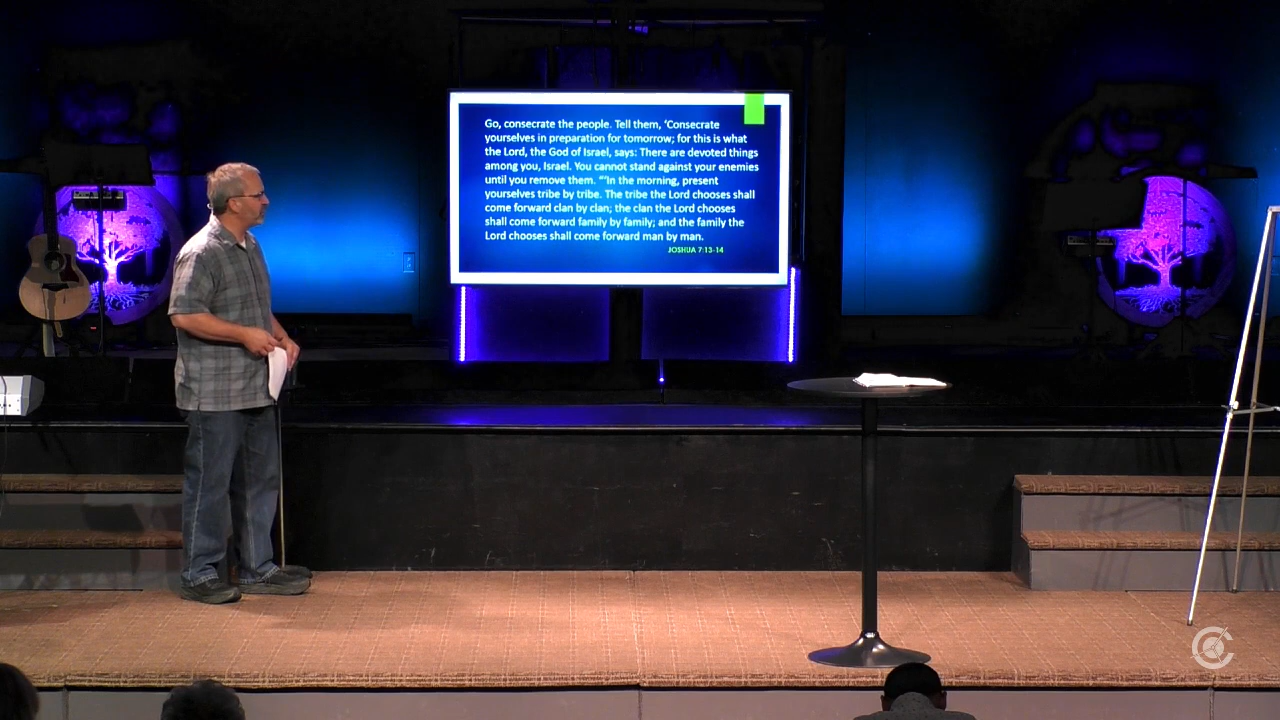 Go, consecrate the people. Tell them, ‘Consecrate
yourselves in preparation for tomorrow; for this is what
the Lord, the God of Israel, says: There are devoted things
among you, Israel. You cannot stand against your enemies
until you remove them. “‘In the morning, present
yourselves tribe by tribe. The tribe the Lord chooses shall
come forward clan by clan; the clan the Lord chooses
shall come forward family by family; and the family the
Lord chooses shall come forward man by man.
JOSHUA 7:13-14